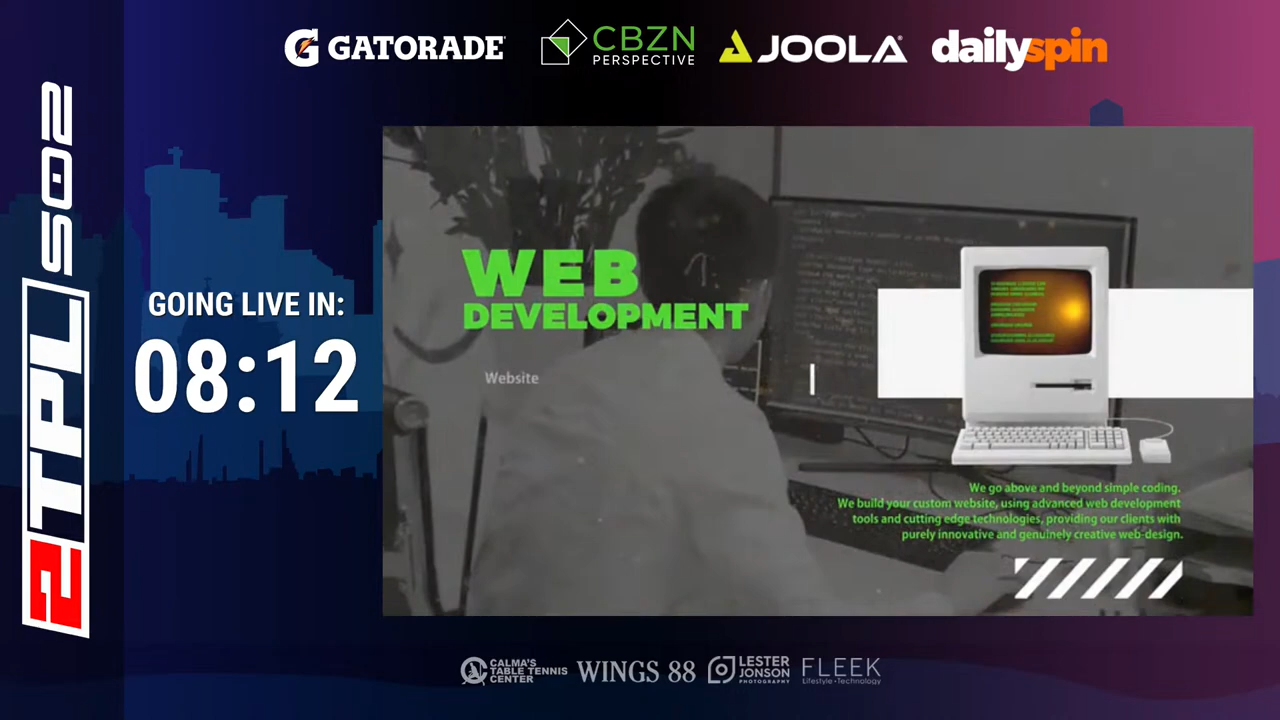 GATORADE
CBZN
PERSPECTIVE
JOOLA
dailyspin
2TPL S02
GOING LIVE IN:
08:12
WEB
DEVELOPMENT
Website
We go above and beyond simple coding.
We build your custom website, using advanced web development
tools and cutting edge technologies, providing our clients with
purely innovative and genuinely creative web-design.
CALMA'S
TABLE TENNIS
CENTER
WINGS 88
LESTER
JONSON
PHOTOGRAPHY
FLEEK
Lifestyle•Technology